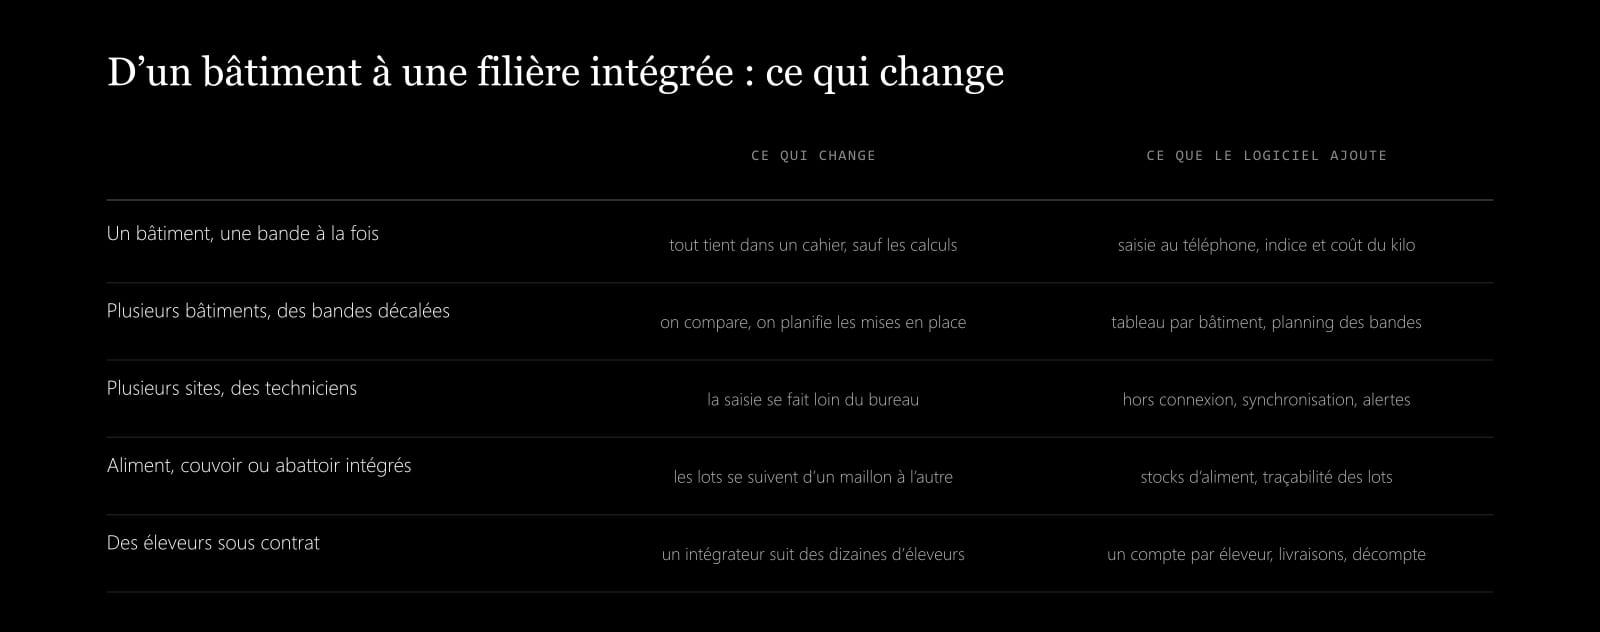 D’un bâtiment à une filière intégrée : ce qui change
CE QUI CHANGE
CE QUE LE LOGICIEL AJOUTE
Un bâtiment, une bande à la fois
tout tient dans un cahier, sauf les calculs
saisie au téléphone, indice et coût du kilo
Plusieurs bâtiments, des bandes décalées
on compare, on planifie les mises en place
tableau par bâtiment, planning des bandes
Plusieurs sites, des techniciens
la saisie se fait loin du bureau
hors connexion, synchronisation, alertes
Aliment, couvoir ou abattoir intégrés
les lots se suivent d’un maillon à l’autre
stocks d’aliment, traçabilité des lots
Des éleveurs sous contrat
un intégrateur suit des dizaines d’éleveurs
un compte par éleveur, livraisons, décompte